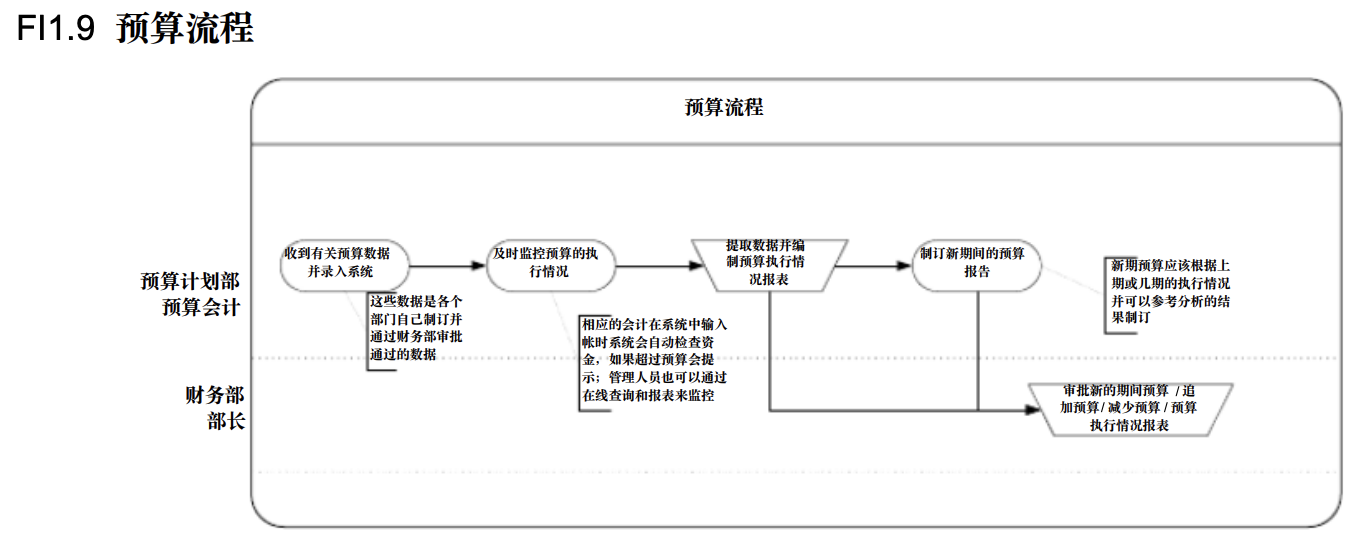 FI1.9 预算流程
预算流程
预算计划部
预算会计
收到有关预算数据
并录入系统
这些数据是各个
部门自己制订并
通过财务部审批
通过的数据
及时监控预算的执
行情况
相应的会计在系统中输入
帐时系统会自动检查资
金，如果超过预算会提
示；管理人员也可以通过
在线查询和报表来监控
提取数据并编
制预算执行情
况报表
制订新期间的预算
报告
新期预算应该根据上
期或几期的执行情况
并可以参考分析的结
果制订
财务部
部长
审批新的期间预算 / 追
加预算/ 减少预算 / 预算
执行情况报表